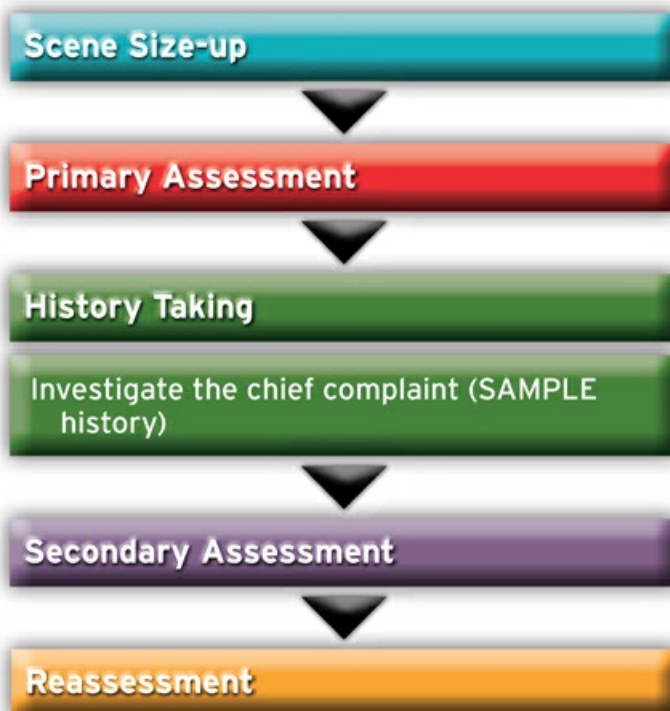 Scene Size-up
Primary Assessment
History Taking
Investigate the chief complaint (SAMPLE
history)
Secondary Assessment
Reassessment